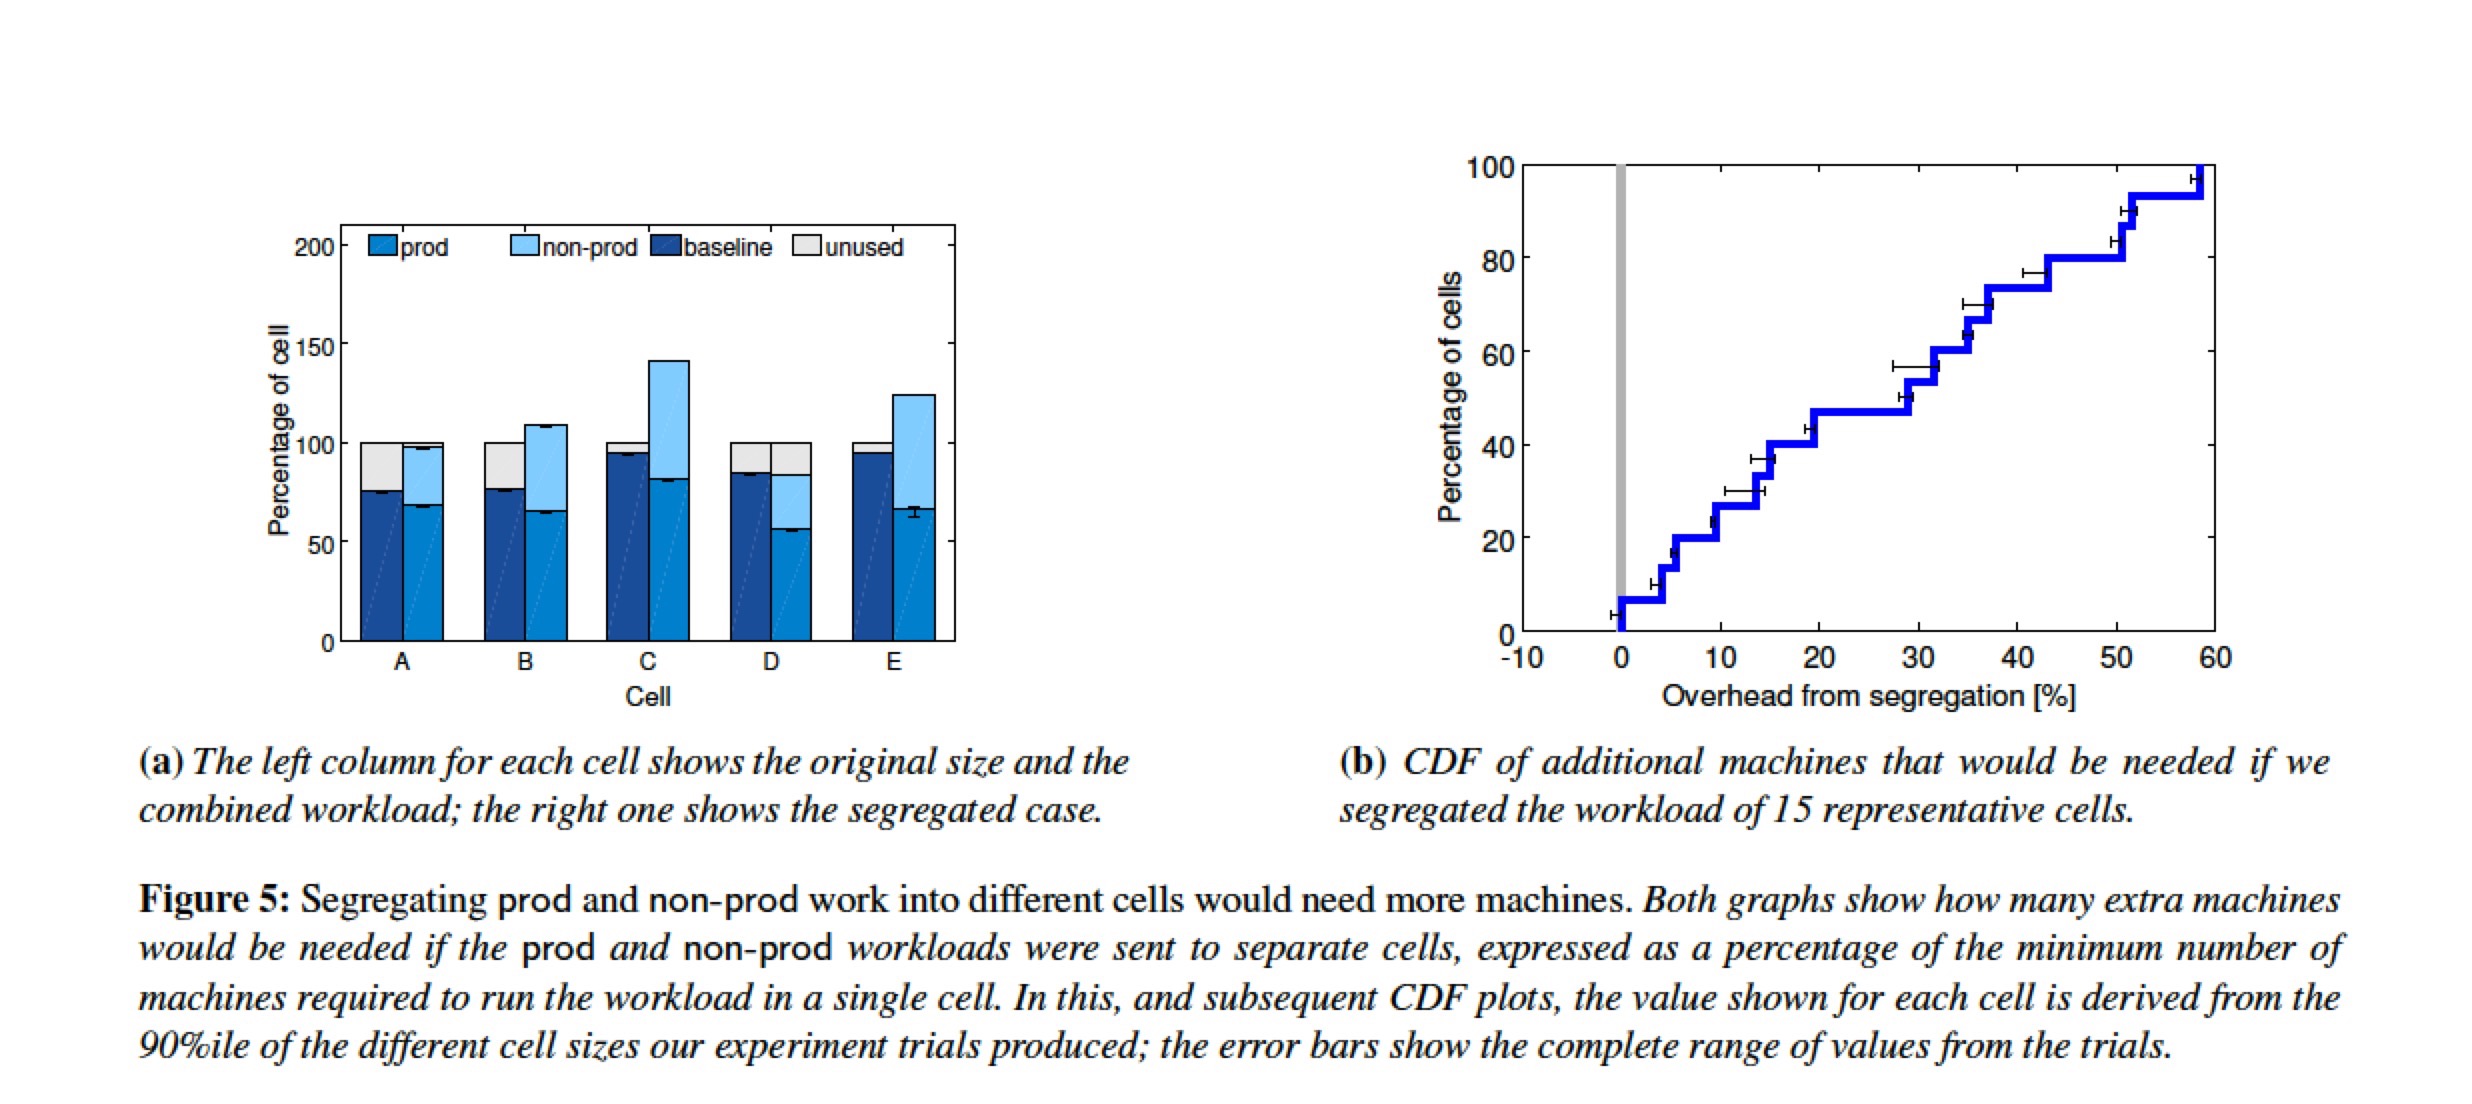 200
150
100
50
0
prod non-prod baseline unused
Percentage of cell
A B C D E
Cell
100
80
60
40
20
0
Percentage of cells
-10 0 10 20 30 40 50 60
Overhead from segregation [%]
(a) The left column for each cell shows the original size and the
combined workload; the right one shows the segregated case.
(b) CDF of additional machines that would be needed if we
segregated the workload of 15 representative cells.
Figure 5: Segregating prod and non-prod work into different cells would need more machines. Both graphs show how many extra machines
would be needed if the prod and non-prod workloads were sent to separate cells, expressed as a percentage of the minimum number of
machines required to run the workload in a single cell. In this, and subsequent CDF plots, the value shown for each cell is derived from the
90%ile of the different cell sizes our experiment trials produced; the error bars show the complete range of values from the trials.